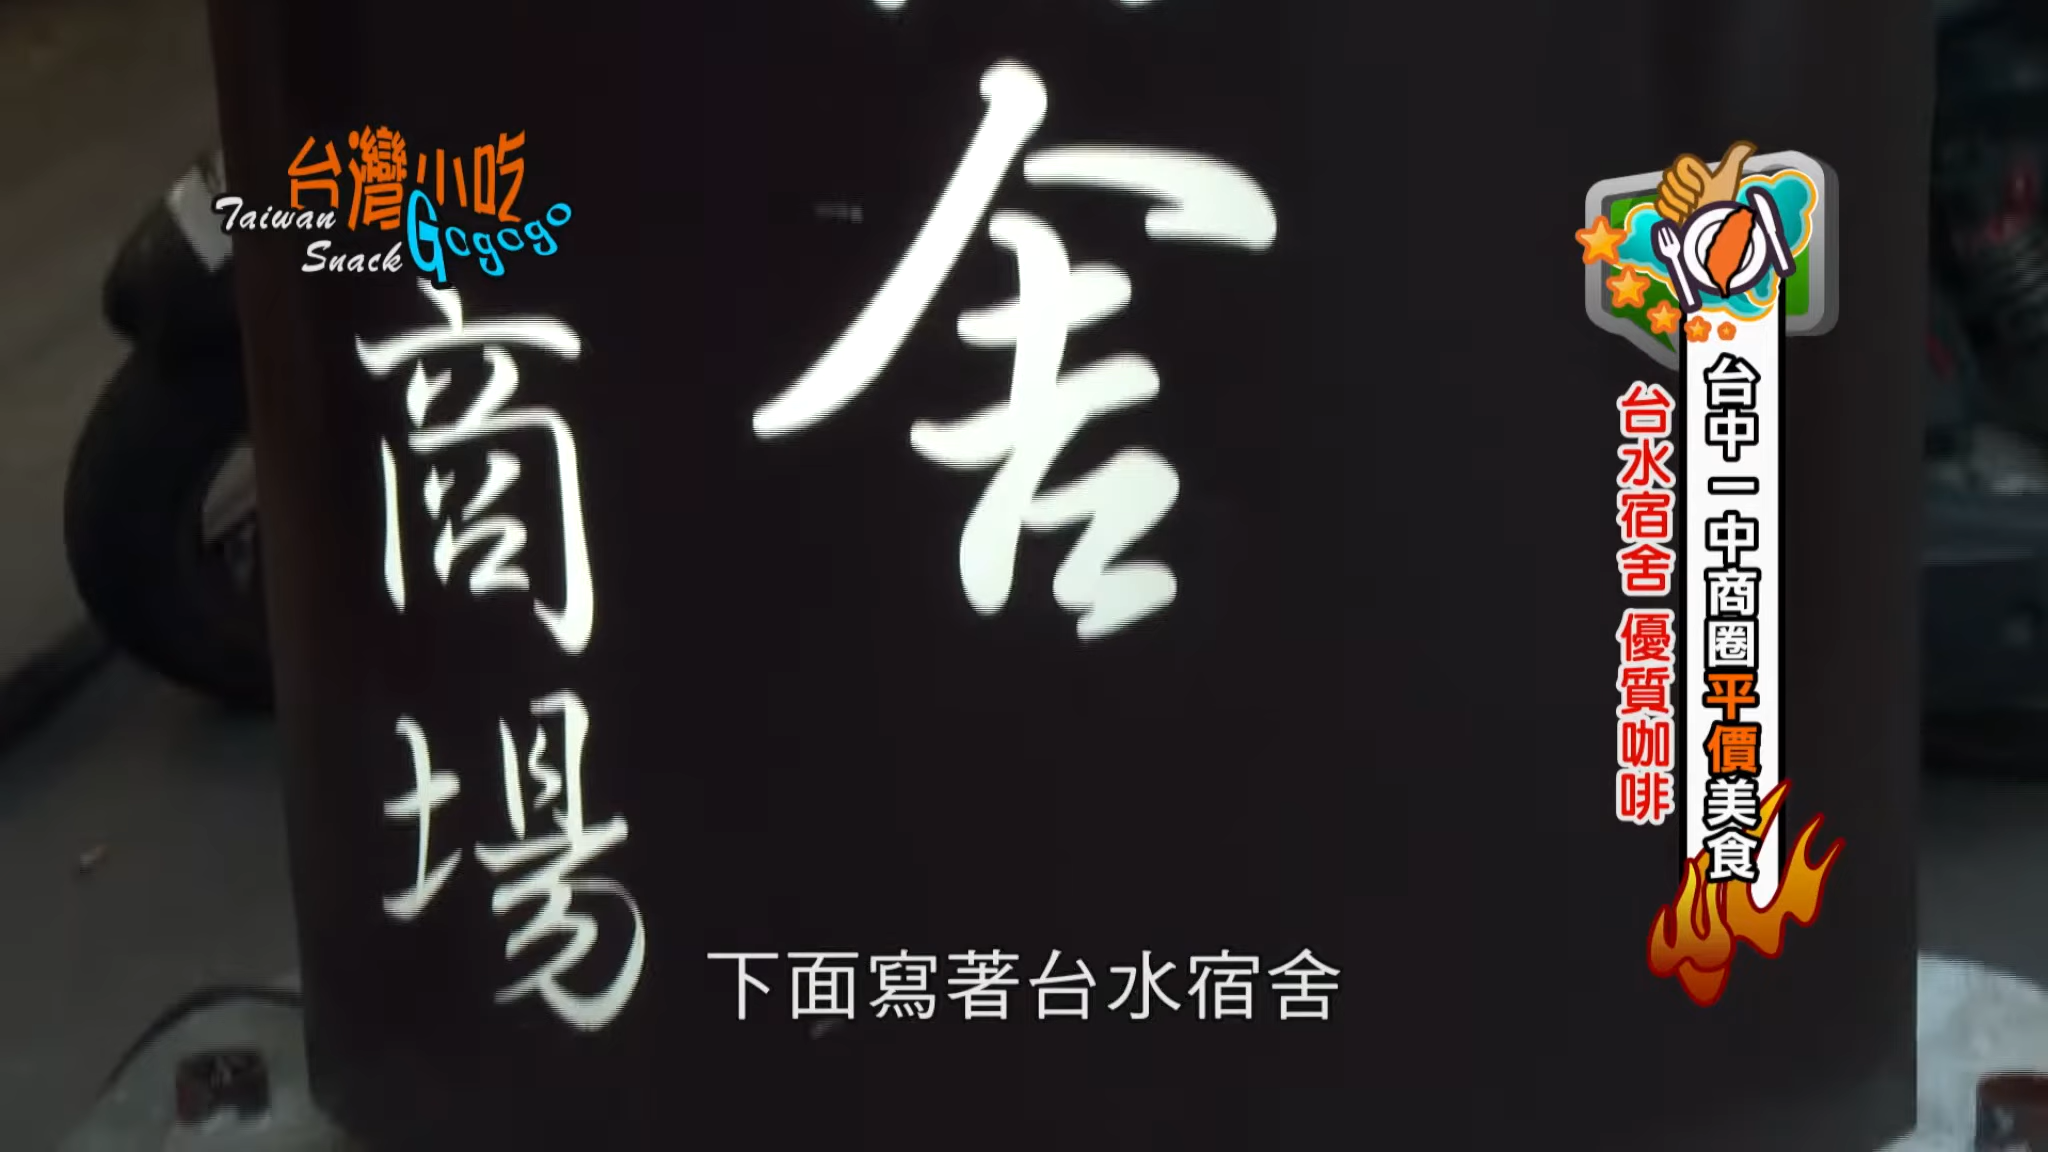 台灣小吃
Taiwan
Snack Gogogo
舍
商場
台中一中商圈平價美食
台水宿舍 優質咖啡
下面寫著台水宿舍